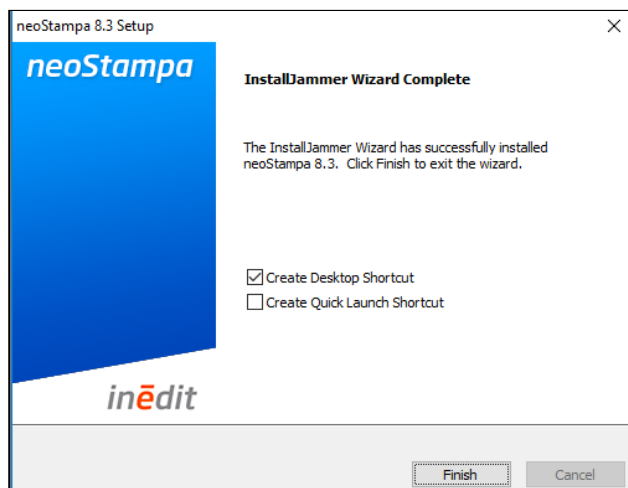 neoStampa 8.3 Setup
neoStampa
InstallJammer Wizard Complete
The InstallJammer Wizard has successfully installed
neoStampa 8.3. Click Finish to exit the wizard.
Create Desktop Shortcut
Create Quick Launch Shortcut
inēdit
Finish
Cancel